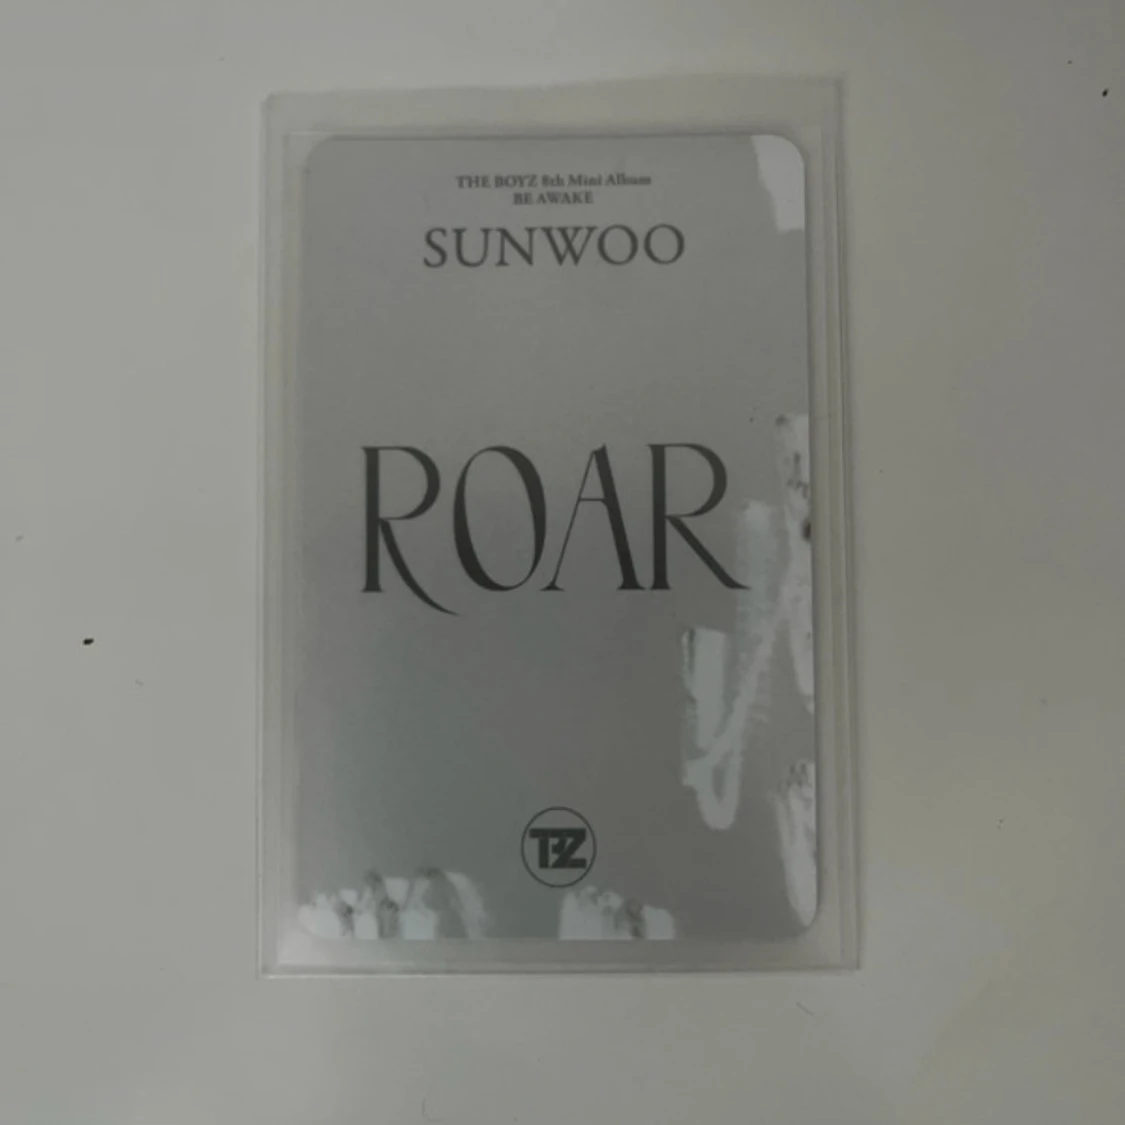 THE BOYZ 8th Mini Album
BE AWAKE
SUNWOO
ROAR
TBZ